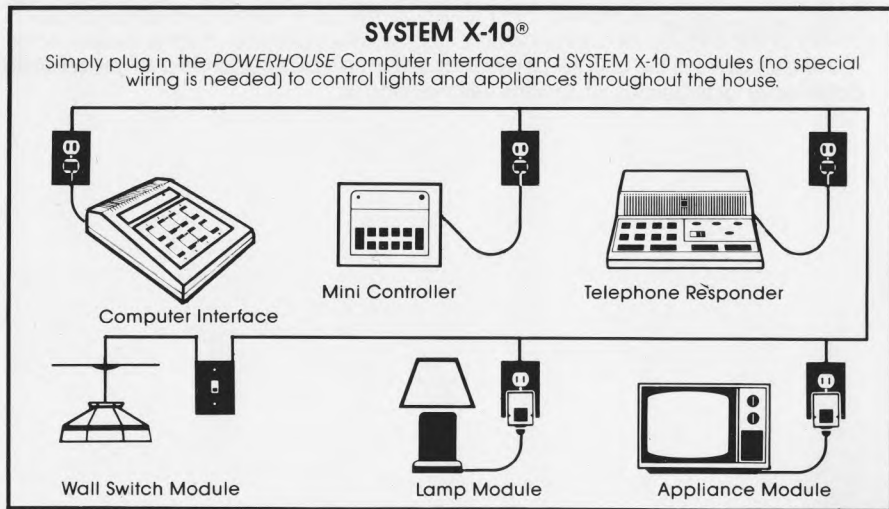 SYSTEM X-10®
Simply plug in the POWERHOUSE Computer Interface and SYSTEM X-10 modules (no special
wiring is needed) to control lights and appliances throughout the house.
Computer Interface
Mini Controller
Telephone Responder
Wall Switch Module
Lamp Module
Appliance Module